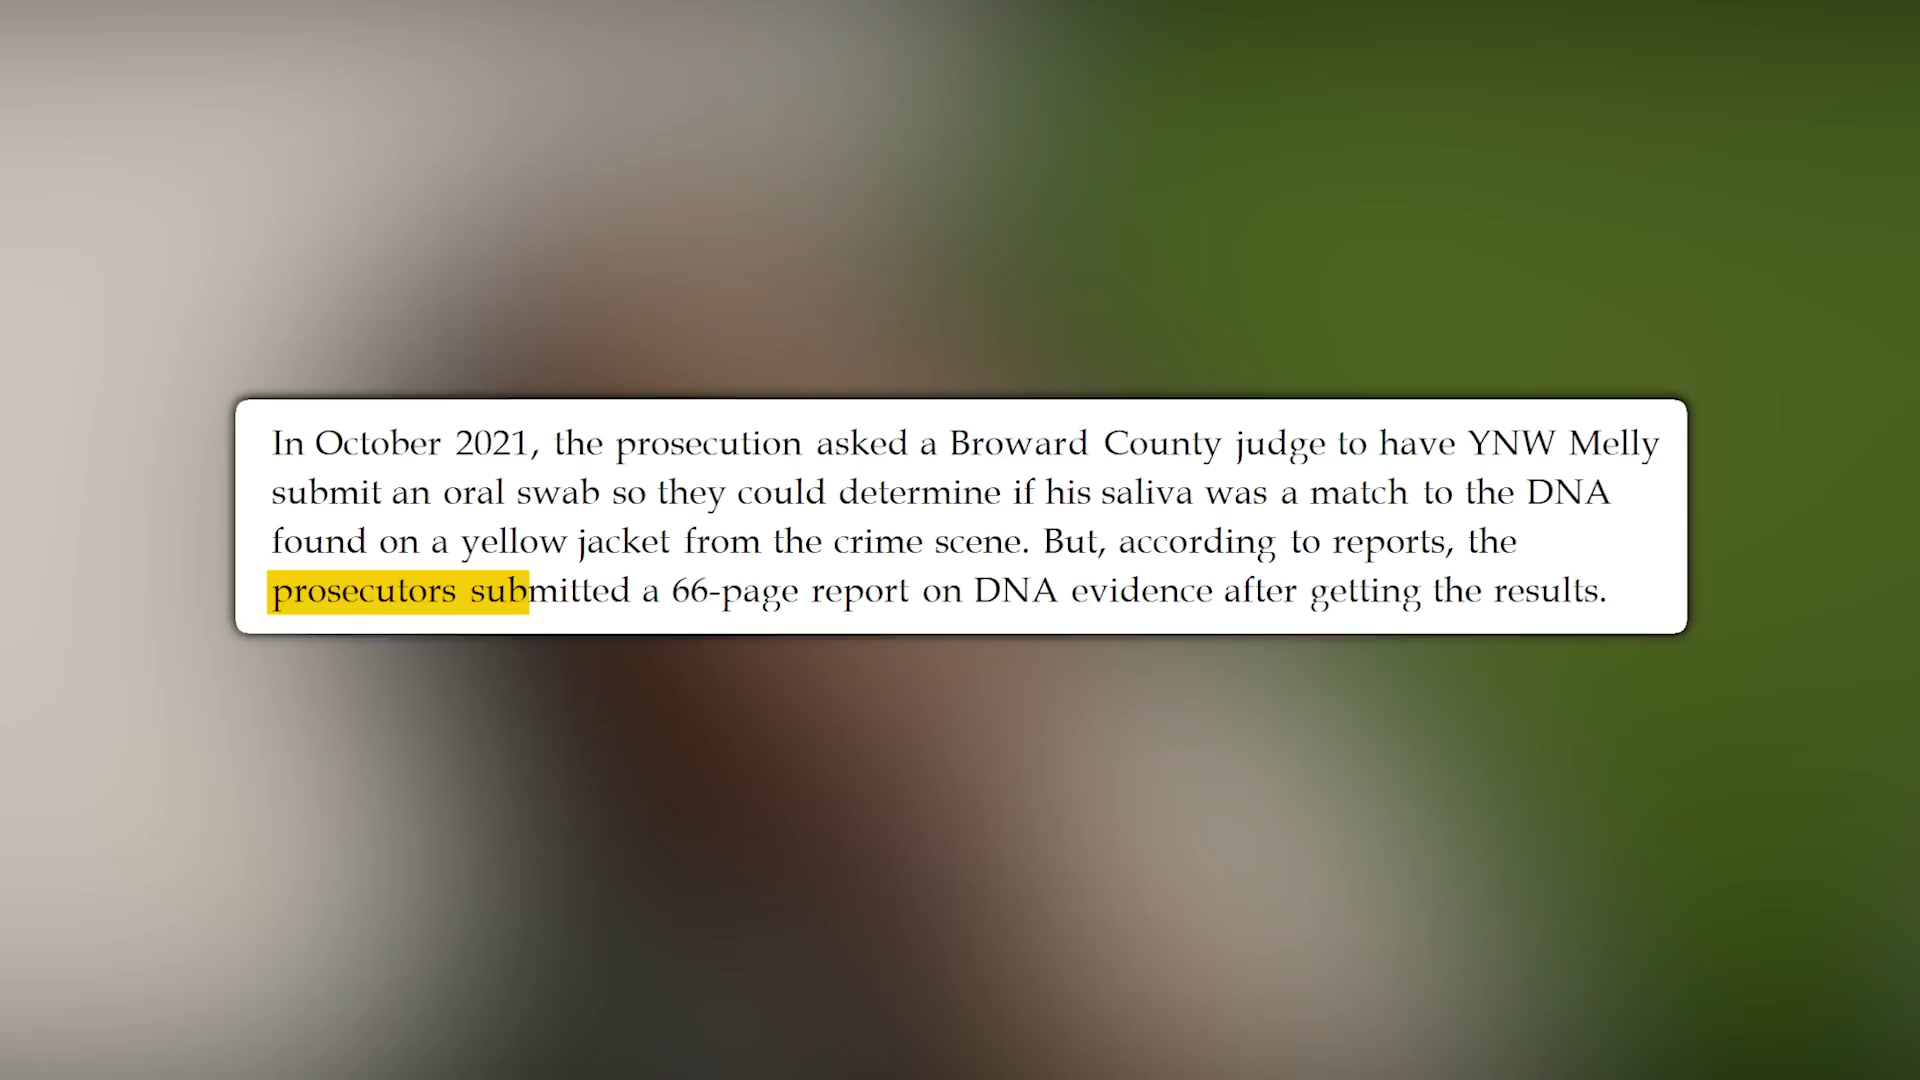 In October 2021, the prosecution asked a Broward County judge to have YNW Melly
submit an oral swab so they could determine if his saliva was a match to the DNA
found on a yellow jacket from the crime scene. But, according to reports, the
prosecutors submitted a 66-page report on DNA evidence after getting the results.